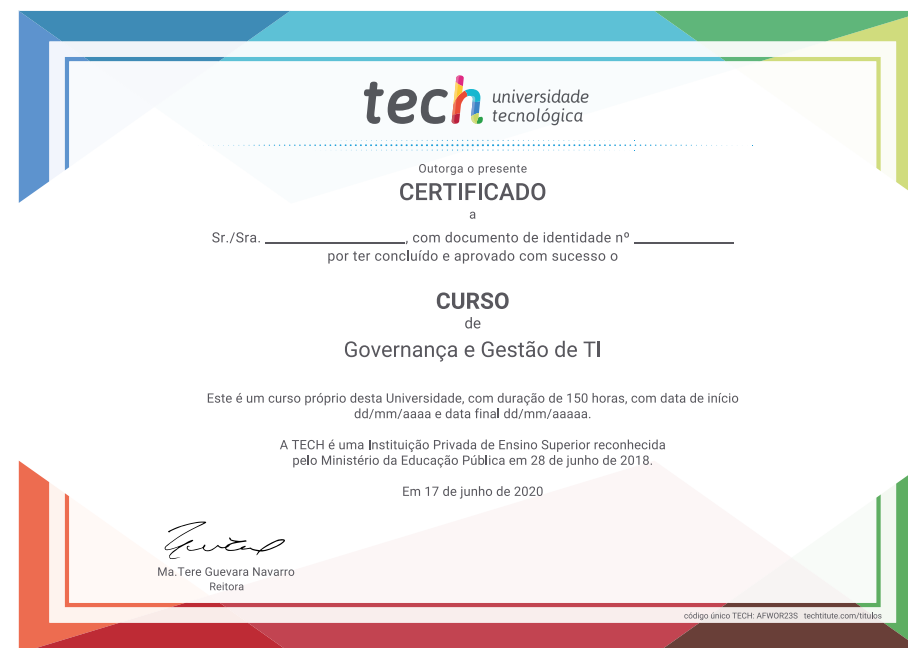 tech universidade
tecnológica
Outorga o presente
CERTIFICADO
a
Sr./Sra. ____________________, com documento de identidade nº ______________
por ter concluído e aprovado com sucesso o
CURSO
de
Governança e Gestão de TI
Este é um curso próprio desta Universidade, com duração de 150 horas, com data de início
dd/mm/aaaa e data final dd/mm/aaaaa.
A TECH é uma Instituição Privada de Ensino Superior reconhecida
pelo Ministério da Educação Pública em 28 de junho de 2018.
Em 17 de junho de 2020
Ma.Tere Guevara Navarro
Reitora
código único TECH: AFWOR23S techtitute.com/titulos